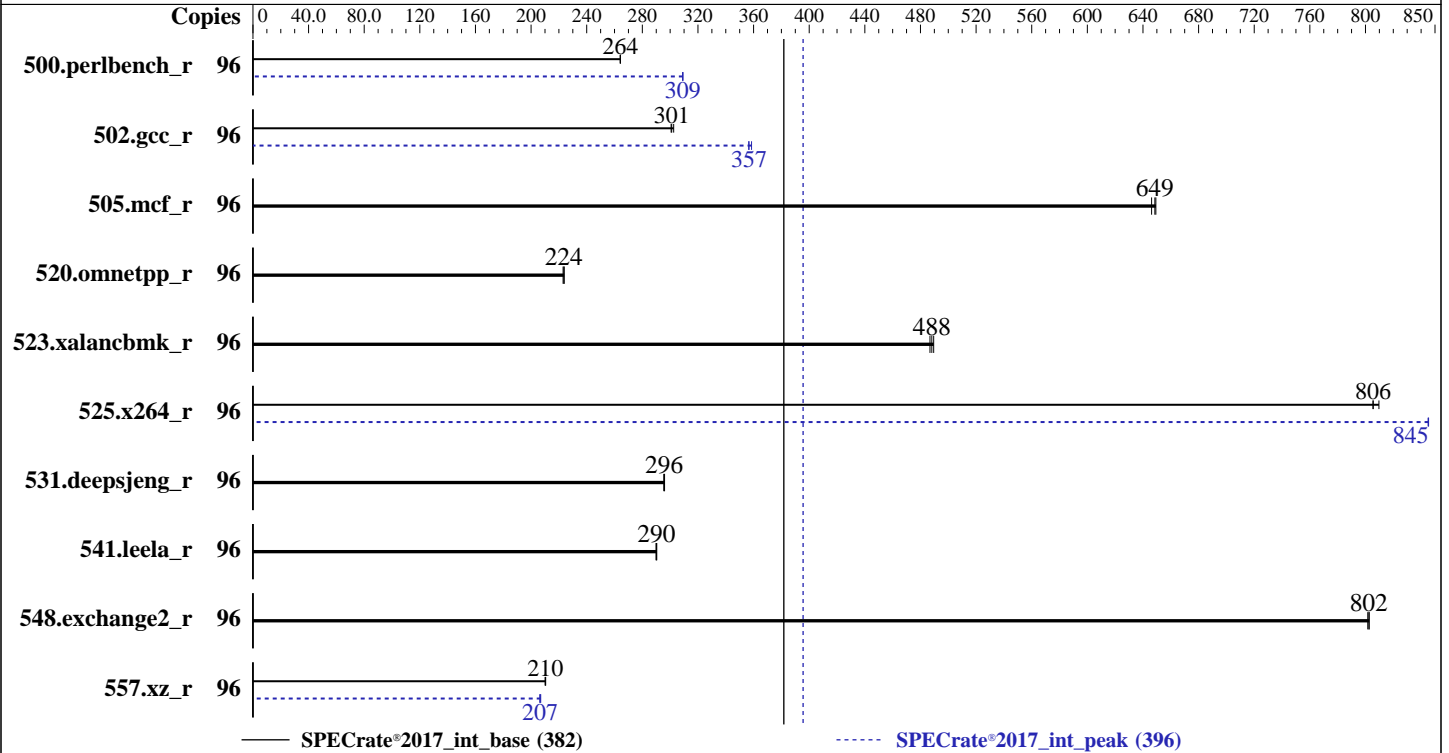 Copies 0 40.0 80.0 120 160 200 240 280 320 360 400 440 480 520 560 600 640 680 720 760 800 850
264
500.perlbench_r 96
309
301
502.gcc_r 96
357
649
505.mcf_r 96
224
520.omnetpp_r 96
488
523.xalancbmk_r 96
806
525.x264_r 96
845
296
531.deepsjeng_r 96
290
541.leela_r 96
802
548.exchange2_r 96
210
557.xz_r 96
207
SPECrate®2017_int_base (382) SPECrate®2017_int_peak (396)